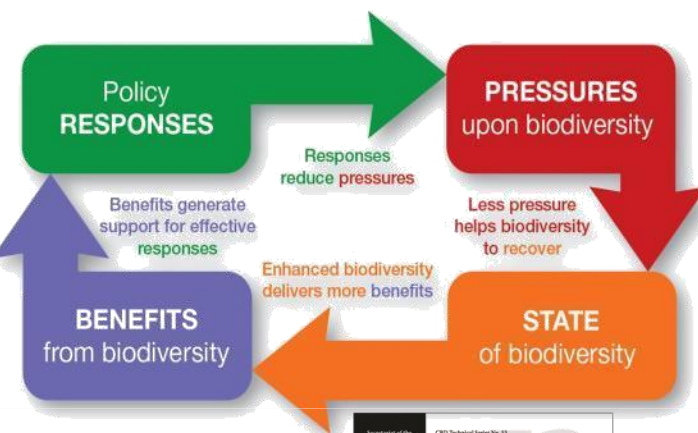 Policy
RESPONSES
PRESSURES
upon biodiversity
Responses
reduce pressures
Benefits generate
support for effective
responses
Less pressure
helps biodiversity
to recover
Enhanced biodiversity
delivers more benefits
BENEFITS
from biodiversity
STATE
of biodiversity